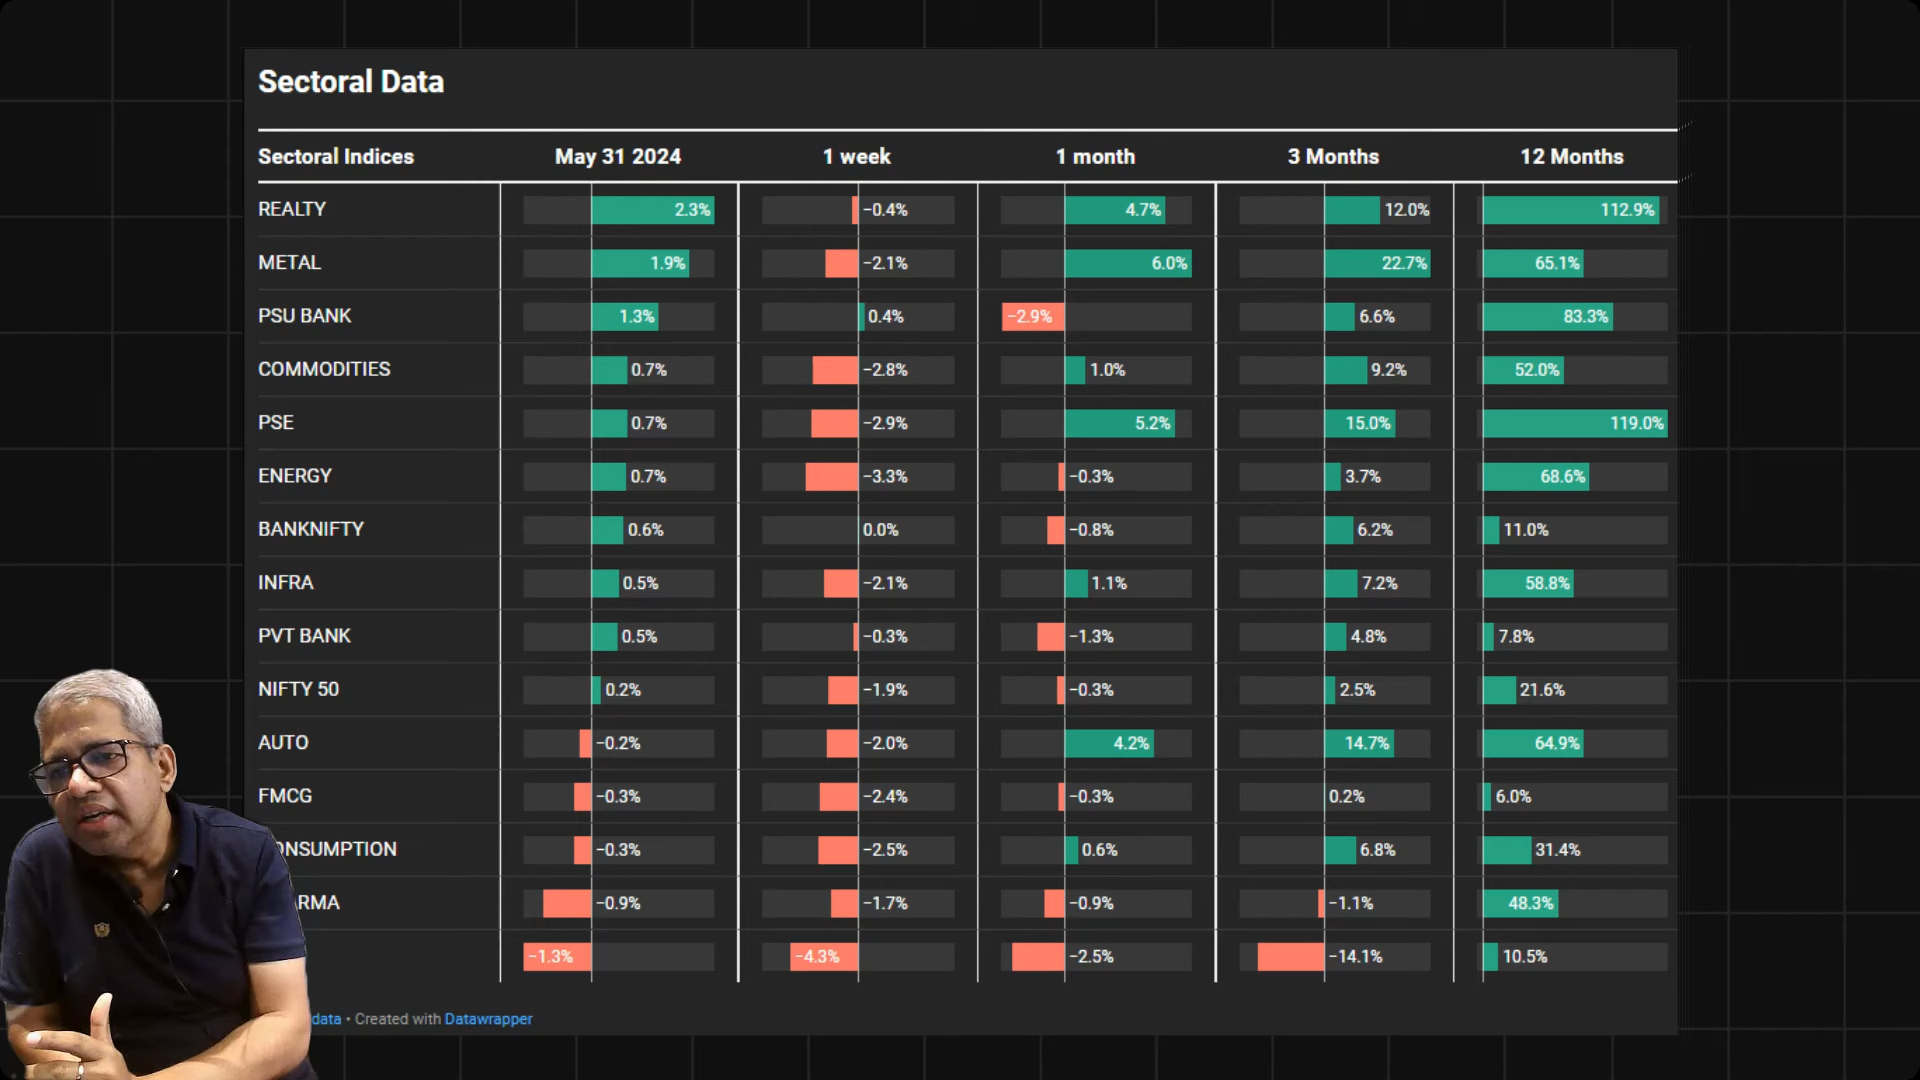 Sectoral Data
Sectoral Indices May 31 2024 1 week 1 month 3 Months 12 Months
REALTY 2.3% −0.4% 4.7% 12.0% 112.9%
METAL 1.9% −2.1% 6.0% 22.7% 65.1%
PSU BANK 1.3% 0.4% −2.9% 6.6% 83.3%
COMMODITIES 0.7% −2.8% 1.0% 9.2% 52.0%
PSE 0.7% −2.9% 5.2% 15.0% 119.0%
ENERGY 0.7% −3.3% −0.3% 3.7% 68.6%
BANKNIFTY 0.6% 0.0% −0.8% 6.2% 11.0%
INFRA 0.5% −2.1% 1.1% 7.2% 58.8%
PVT BANK 0.5% −0.3% −1.3% 4.8% 7.8%
NIFTY 50 0.2% −1.9% −0.3% 2.5% 21.6%
AUTO −0.2% −2.0% 4.2% 14.7% 64.9%
FMCG −0.3% −2.4% −0.3% 0.2% 6.0%
ONSUMPTION −0.3% −2.5% 0.6% 6.8% 31.4%
RMA −0.9% −1.7% −0.9% −1.1% 48.3%
−1.3% −4.3% −2.5% −14.1% 10.5%
data • Created with Datawrapper